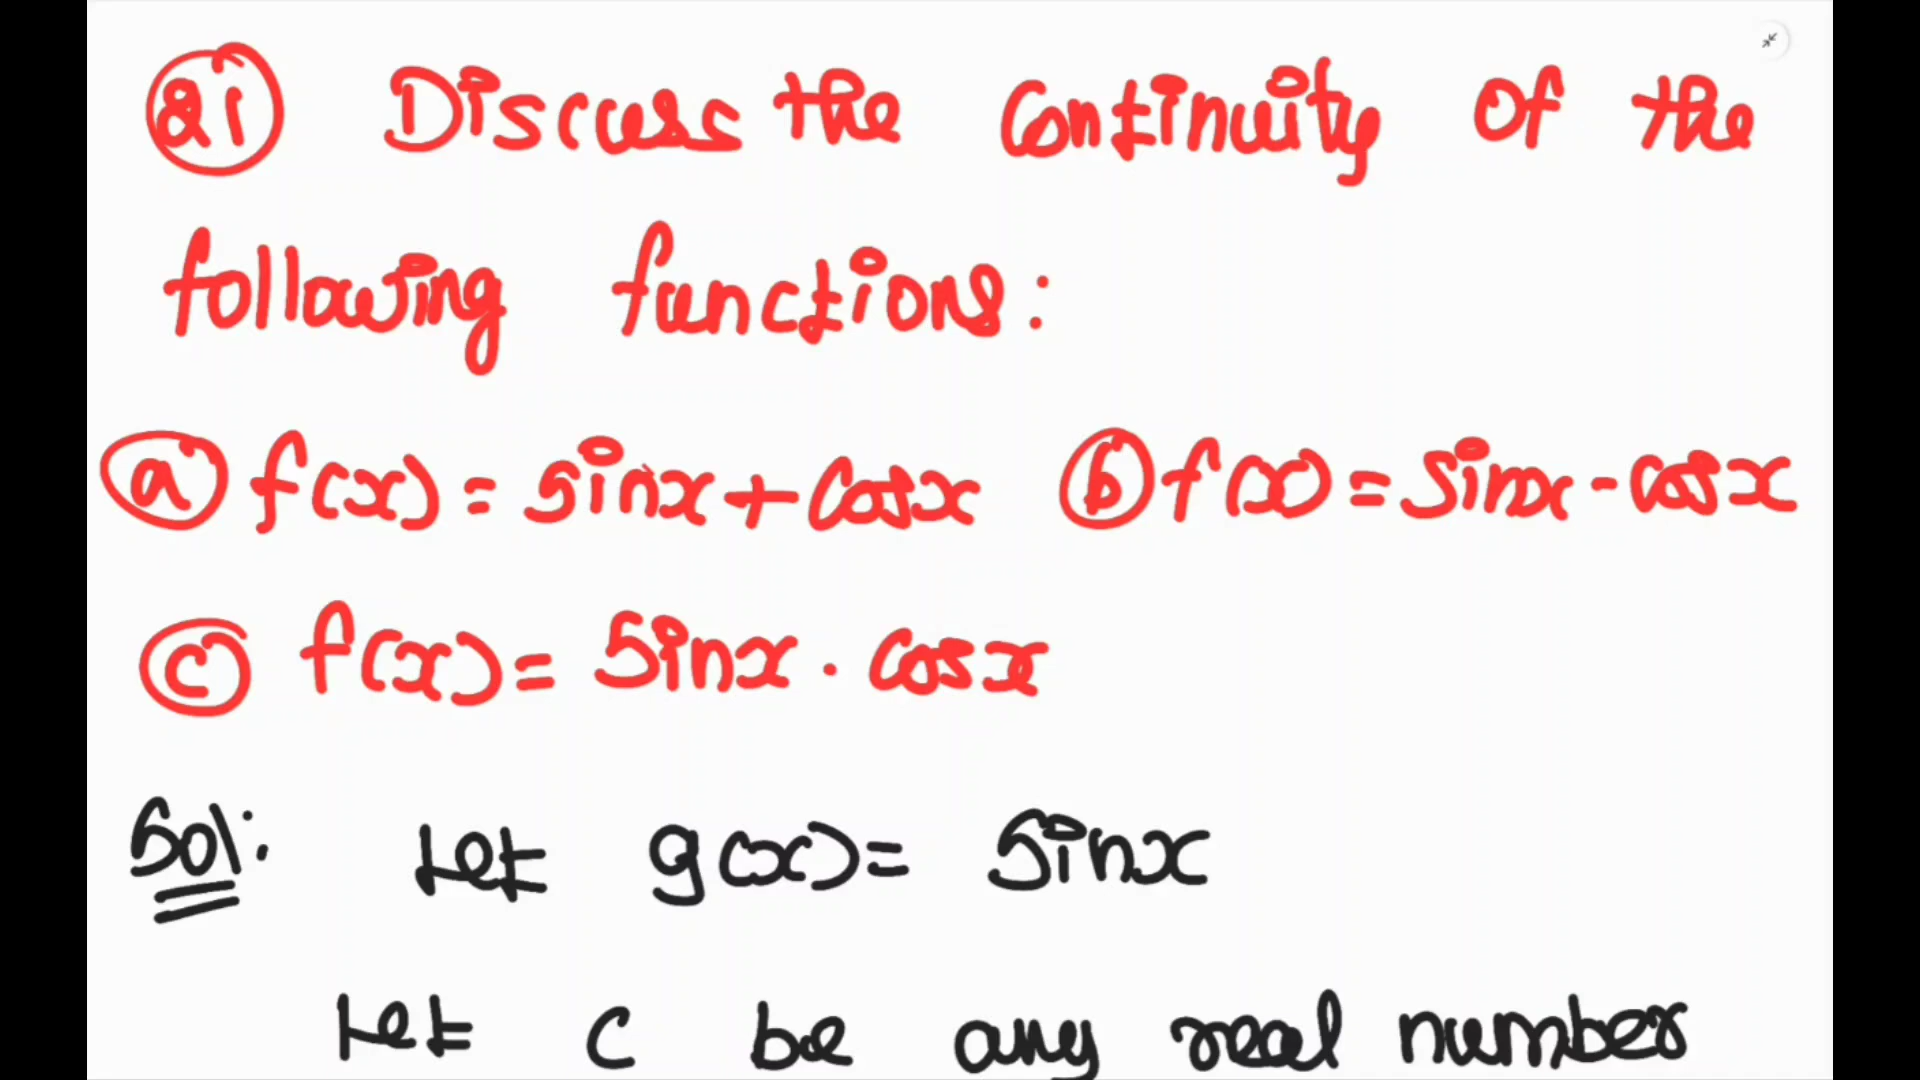 21 Discuss the Continuity Of the
following functions:
a f(x) = sinx + cosx b f(x) = sinx - cosx
c f(x) = sinx . cosx
Sol: Let g(x) = sinx
Let c be any real number